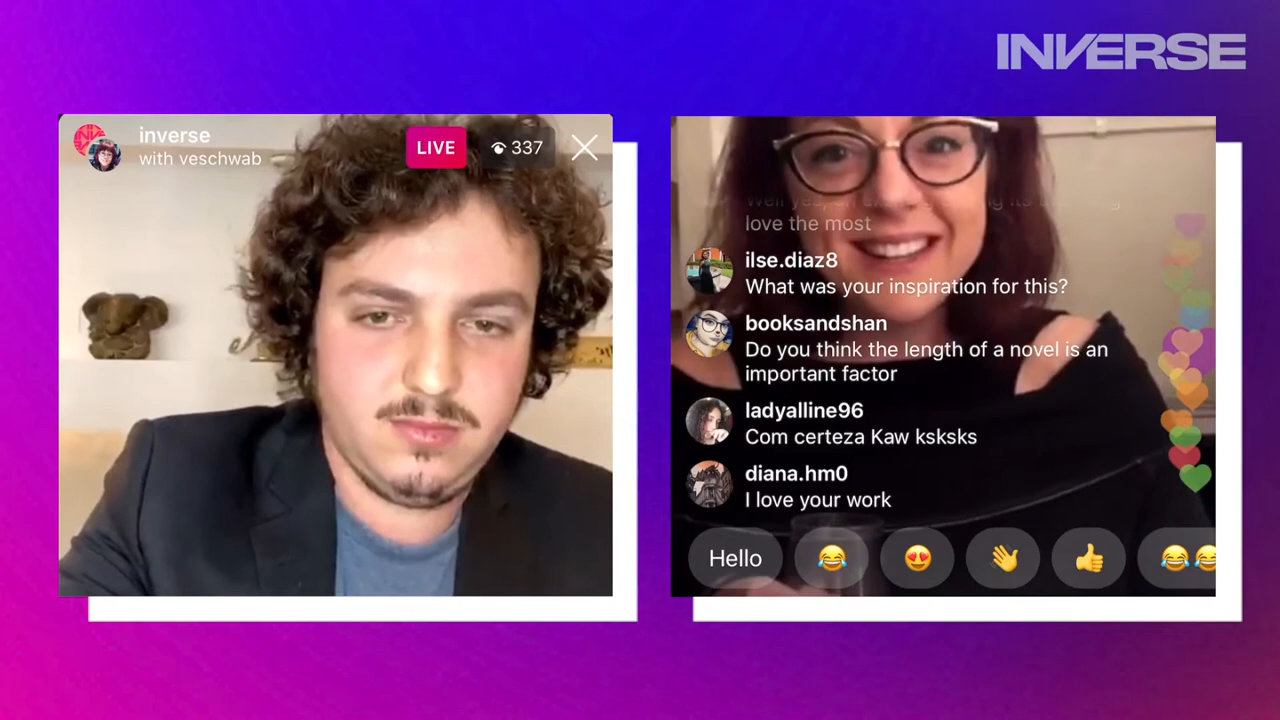 INVERSE
inverse
with veschwab
LIVE
337
love the most
ilse.diaz8
What was your inspiration for this?
booksandshan
Do you think the length of a novel is an
important factor
ladyalline96
Com certeza Kaw ksksks
diana.hm0
I love your work
Hello